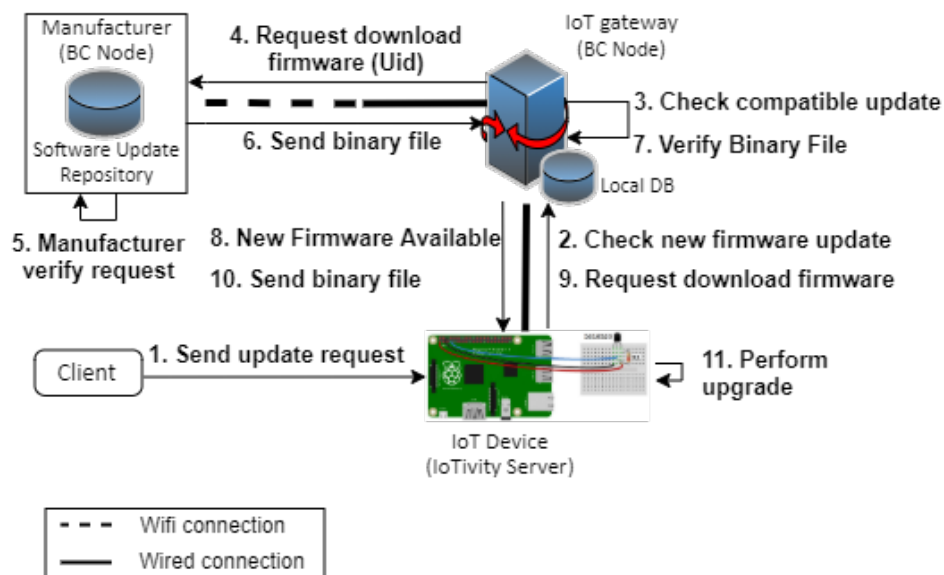 Manufacturer
(BC Node)
Software Update
Repository
4. Request download
firmware (Uid)
6. Send binary file
IoT gateway
(BC Node)
3. Check compatible update
7. Verify Binary File
Local DB
5. Manufacturer
verify request
8. New Firmware Available
10. Send binary file
2. Check new firmware update
9. Request download firmware
Client
1. Send update request
11. Perform
upgrade
IoT Device
(IoTivity Server)
Wifi connection
Wired connection